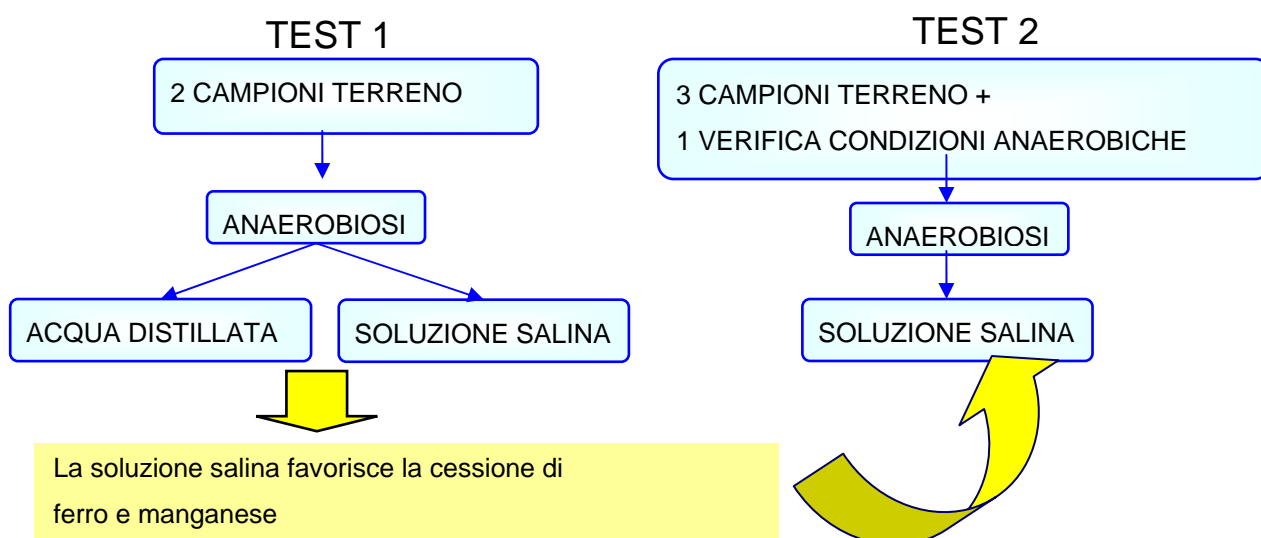 TEST 1
2 CAMPIONI TERRENO
ANAEROBIOSI
ACQUA DISTILLATA
SOLUZIONE SALINA
La soluzione salina favorisce la cessione di
ferro e manganese
TEST 2
3 CAMPIONI TERRENO +
1 VERIFICA CONDIZIONI ANAEROBICHE
ANAEROBIOSI
SOLUZIONE SALINA